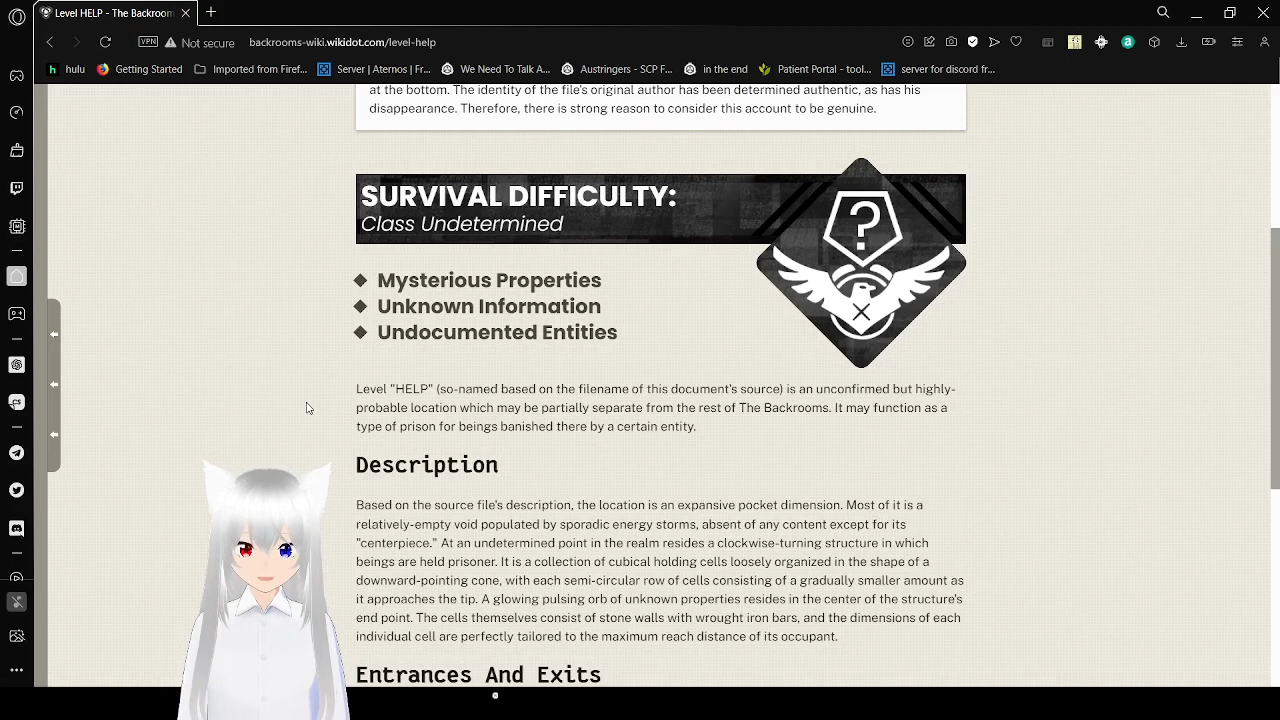 Level HELP - The Backroom
VPN
Not secure
backrooms-wiki.wikidot.com/level-help
hulu
Getting Started
Imported from Firef...
Server | Aternos | Fr...
We Need To Talk A...
Austringers - SCP F...
in the end
Patient Portal - tool...
server for discord fr...
at the bottom. The identity of the file's original author has been determined authentic, as has his
disappearance. Therefore, there is strong reason to consider this account to be genuine.
SURVIVAL DIFFICULTY:
Class Undetermined
?
Mysterious Properties
Unknown Information
Undocumented Entities
Level "HELP" (so-named based on the filename of this document's source) is an unconfirmed but highly-
probable location which may be partially separate from the rest of The Backrooms. It may function as a
type of prison for beings banished there by a certain entity.
Description
Based on the source file's description, the location is an expansive pocket dimension. Most of it is a
relatively-empty void populated by sporadic energy storms, absent of any content except for its
"centerpiece." At an undetermined point in the realm resides a clockwise-turning structure in which
beings are held prisoner. It is a collection of cubical holding cells loosely organized in the shape of a
downward-pointing cone, with each semi-circular row of cells consisting of a gradually smaller amount as
it approaches the tip. A glowing pulsing orb of unknown properties resides in the center of the structure's
end point. The cells themselves consist of stone walls with wrought iron bars, and the dimensions of each
individual cell are perfectly tailored to the maximum reach distance of its occupant.
Entrances And Exits